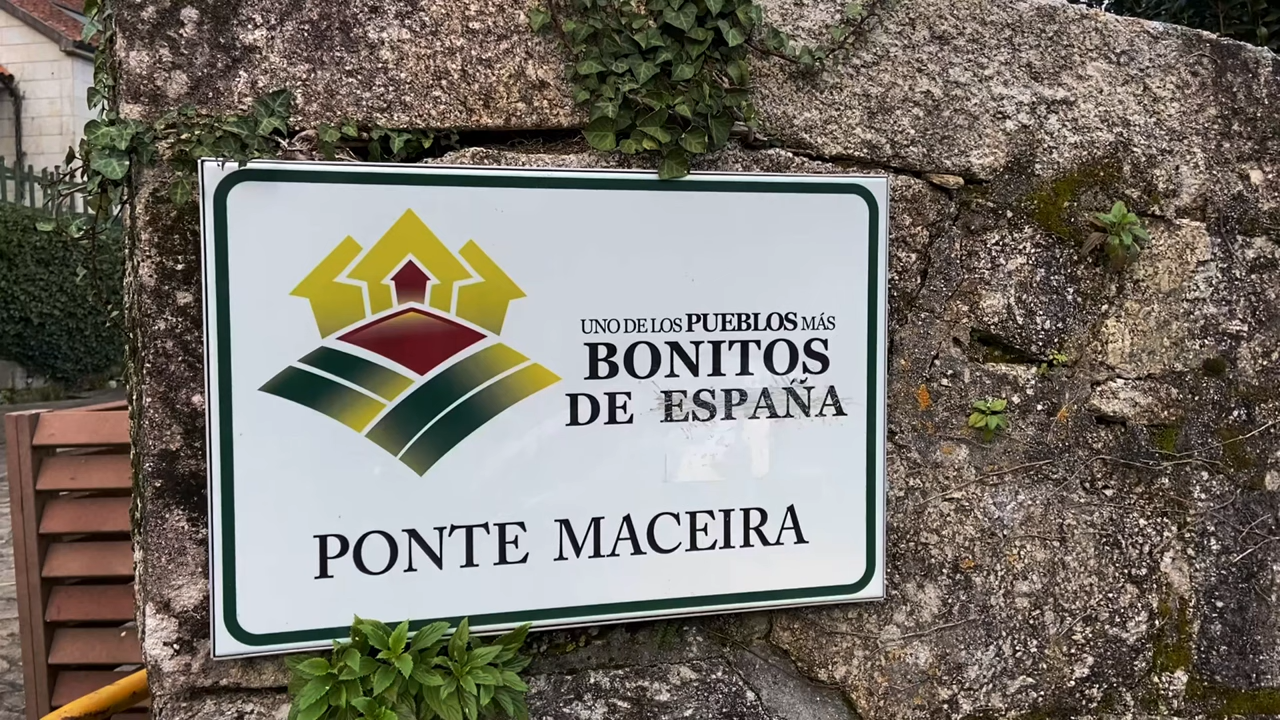 UNO DE LOS PUEBLOS MÁS
BONITOS
DE ESPAÑA
PONTE MACEIRA